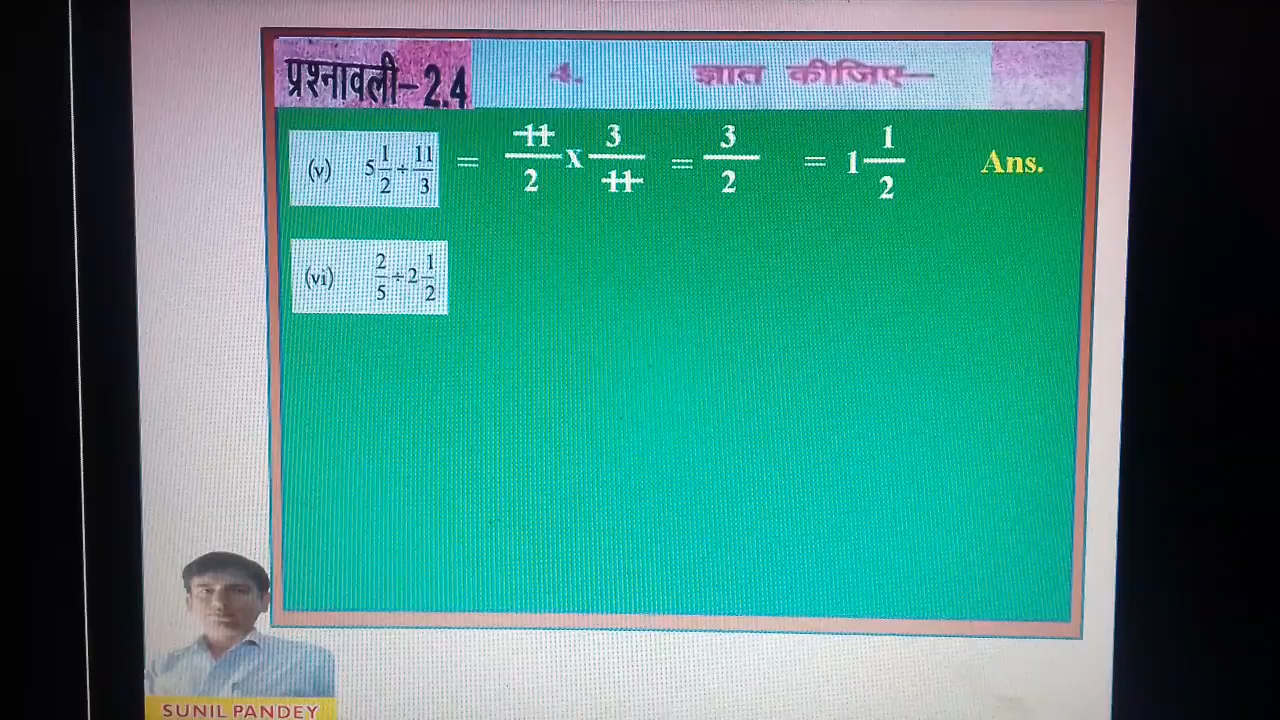 प्रश्नावली–2.4 4. ज्ञात कीजिए—
(v) 5 1/2 ÷ 11/3 = 11/2 x 3/11 = 3/2 = 1 1/2 Ans.
(vi) 2/5 ÷ 2 1/2
SUNIL PANDEY